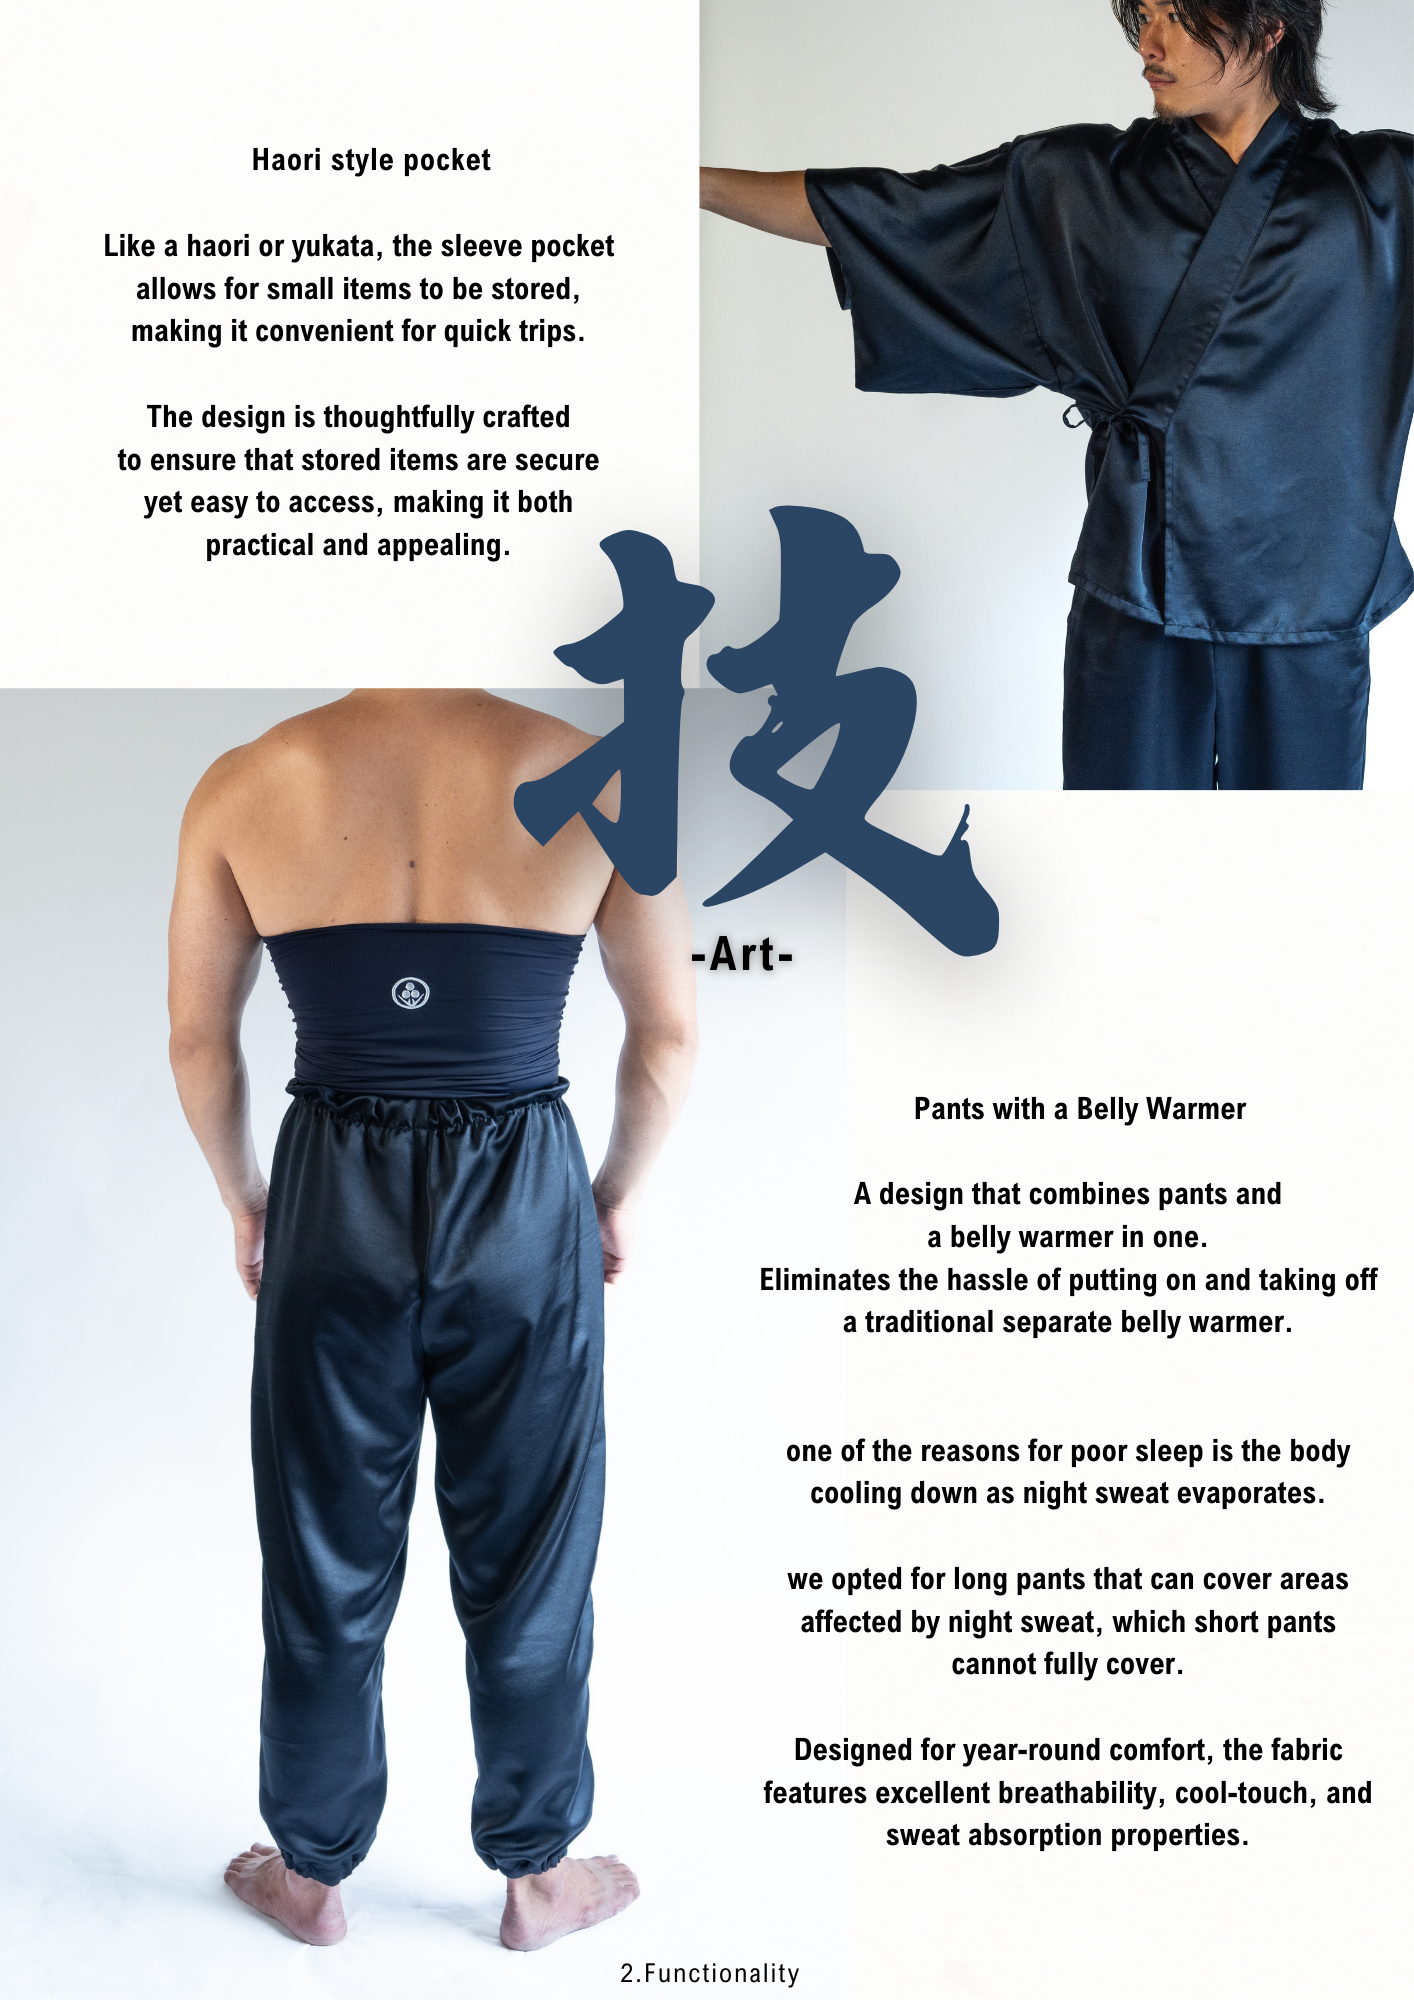 Haori style pocket
Like a haori or yukata, the sleeve pocket
allows for small items to be stored,
making it convenient for quick trips.
The design is thoughtfully crafted
to ensure that stored items are secure
yet easy to access, making it both
practical and appealing.
技
-Art-
Pants with a Belly Warmer
A design that combines pants and
a belly warmer in one.
Eliminates the hassle of putting on and taking off
a traditional separate belly warmer.
one of the reasons for poor sleep is the body
cooling down as night sweat evaporates.
we opted for long pants that can cover areas
affected by night sweat, which short pants
cannot fully cover.
Designed for year-round comfort, the fabric
features excellent breathability, cool-touch, and
sweat absorption properties.
2.Functionality